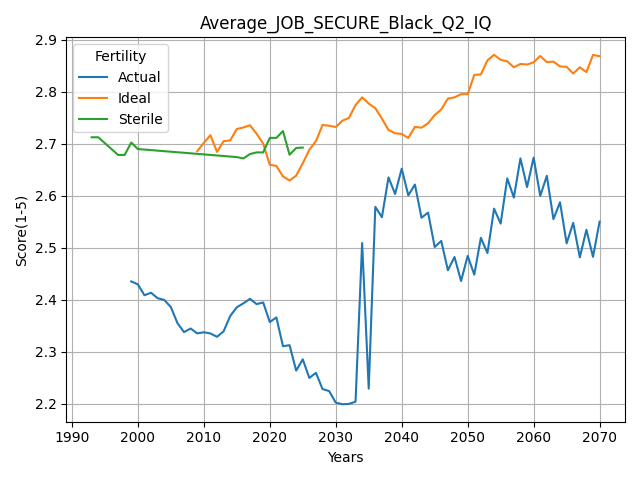 Average_JOB_SECURE_Black_Q2_IQ
Fertility
Actual
Ideal
Sterile
Score(1-5)
2.9
2.8
2.7
2.6
2.5
2.4
2.3
2.2
1990 2000 2010 2020 2030 2040 2050 2060 2070
Years